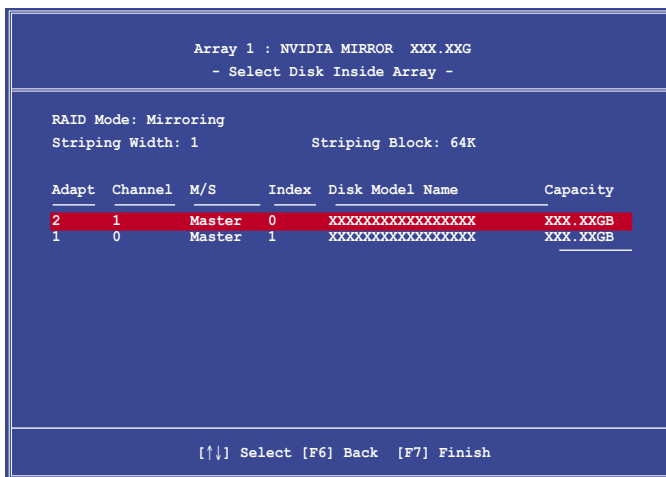 Array 1 : NVIDIA MIRROR XXX.XXG
- Select Disk Inside Array -
RAID Mode: Mirroring
Striping Width: 1 Striping Block: 64K
Adapt Channel M/S Index Disk Model Name Capacity
2 1 Master 0 XXXXXXXXXXXXXXXXX XXX.XXGB
1 0 Master 1 XXXXXXXXXXXXXXXXX XXX.XXGB
[↑↓] Select [F6] Back [F7] Finish